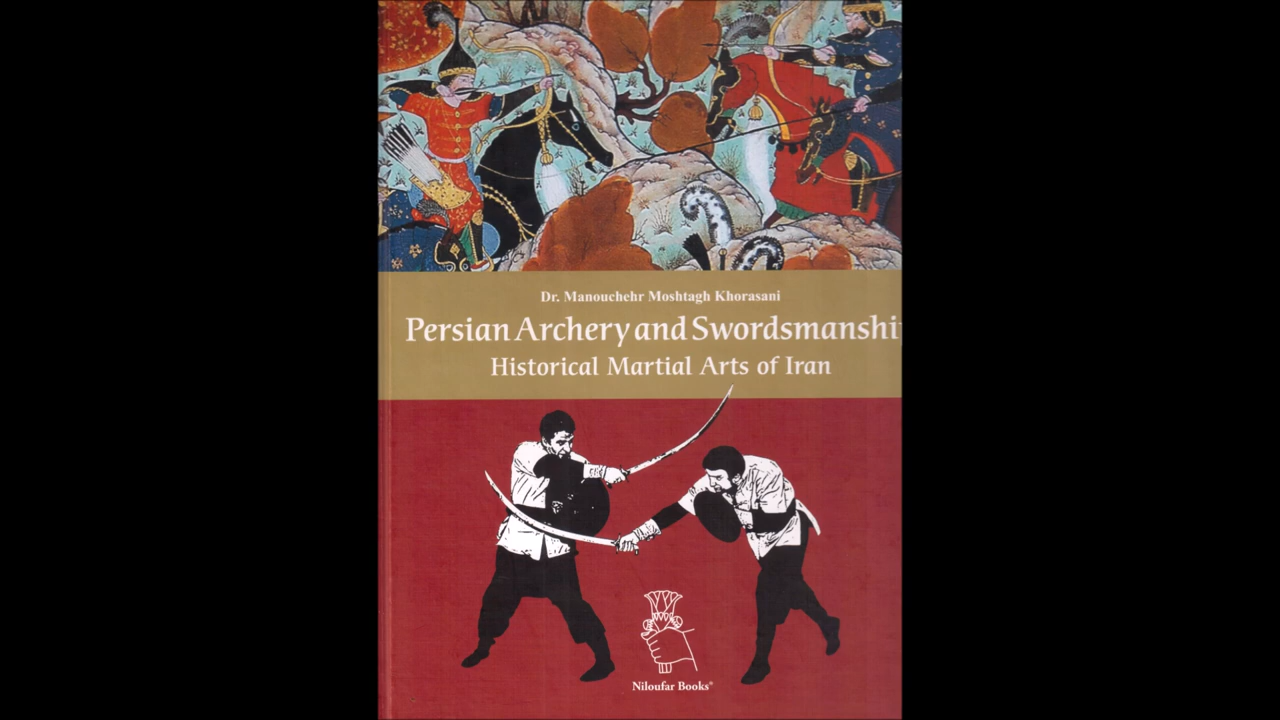 Dr. Manouchehr Moshtagh Khorasani
Persian Archery and Swordsmanshi
Historical Martial Arts of Iran
Niloufar Books®